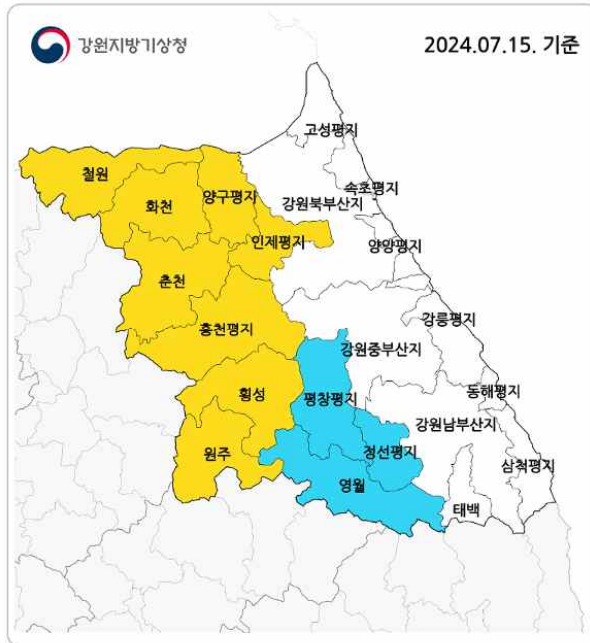 강원지방기상청
2024.07.15. 기준
고성평지
철원
양구평지
속초평지
화천
강원북부산지
인제평지
양양평지
춘천
강릉평지
홍천평지
강원중부산지
동해평지
횡성
평창평지
강원남부산지
원주
정선평지
삼척평지
영월
태백